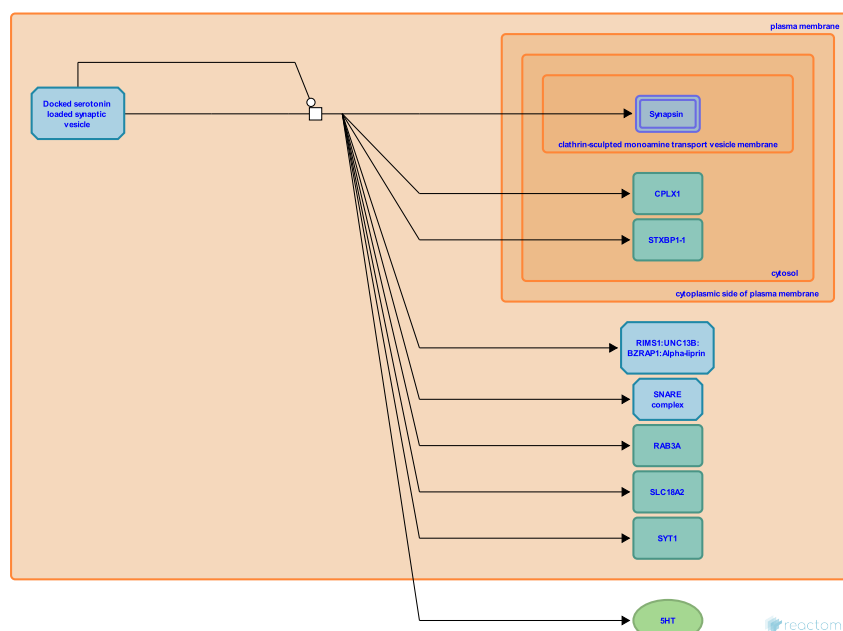 plasma membrane
Docked serotonin
loaded synaptic
vesicle
Synapsin
clathrin-sculpted monoamine transport vesicle membrane
CPLX1
STXBP1-1
cytosol
cytoplasmic side of plasma membrane
RIMS1:UNC13B:
BZRAP1:Alpha-liprin
SNARE
complex
RAB3A
SLC18A2
SYT1
5HT
reactom